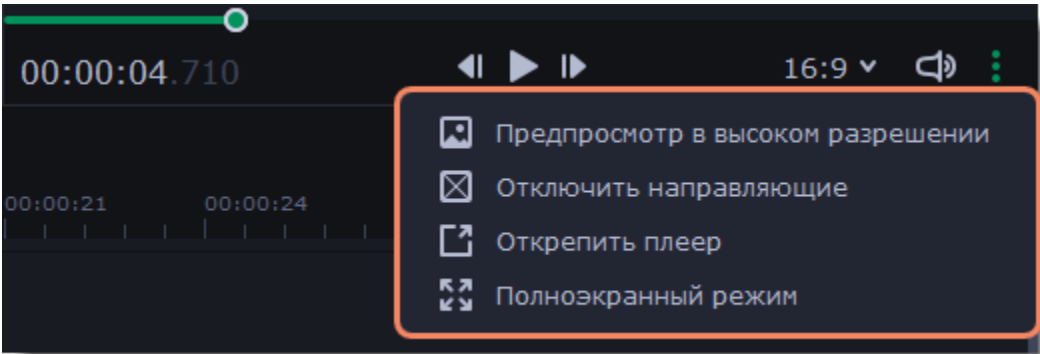 00:00:04.710
16:9
Предпросмотр в высоком разрешении
Отключить направляющие
00:00:21 00:00:24
Открепить плеер
Полноэкранный режим